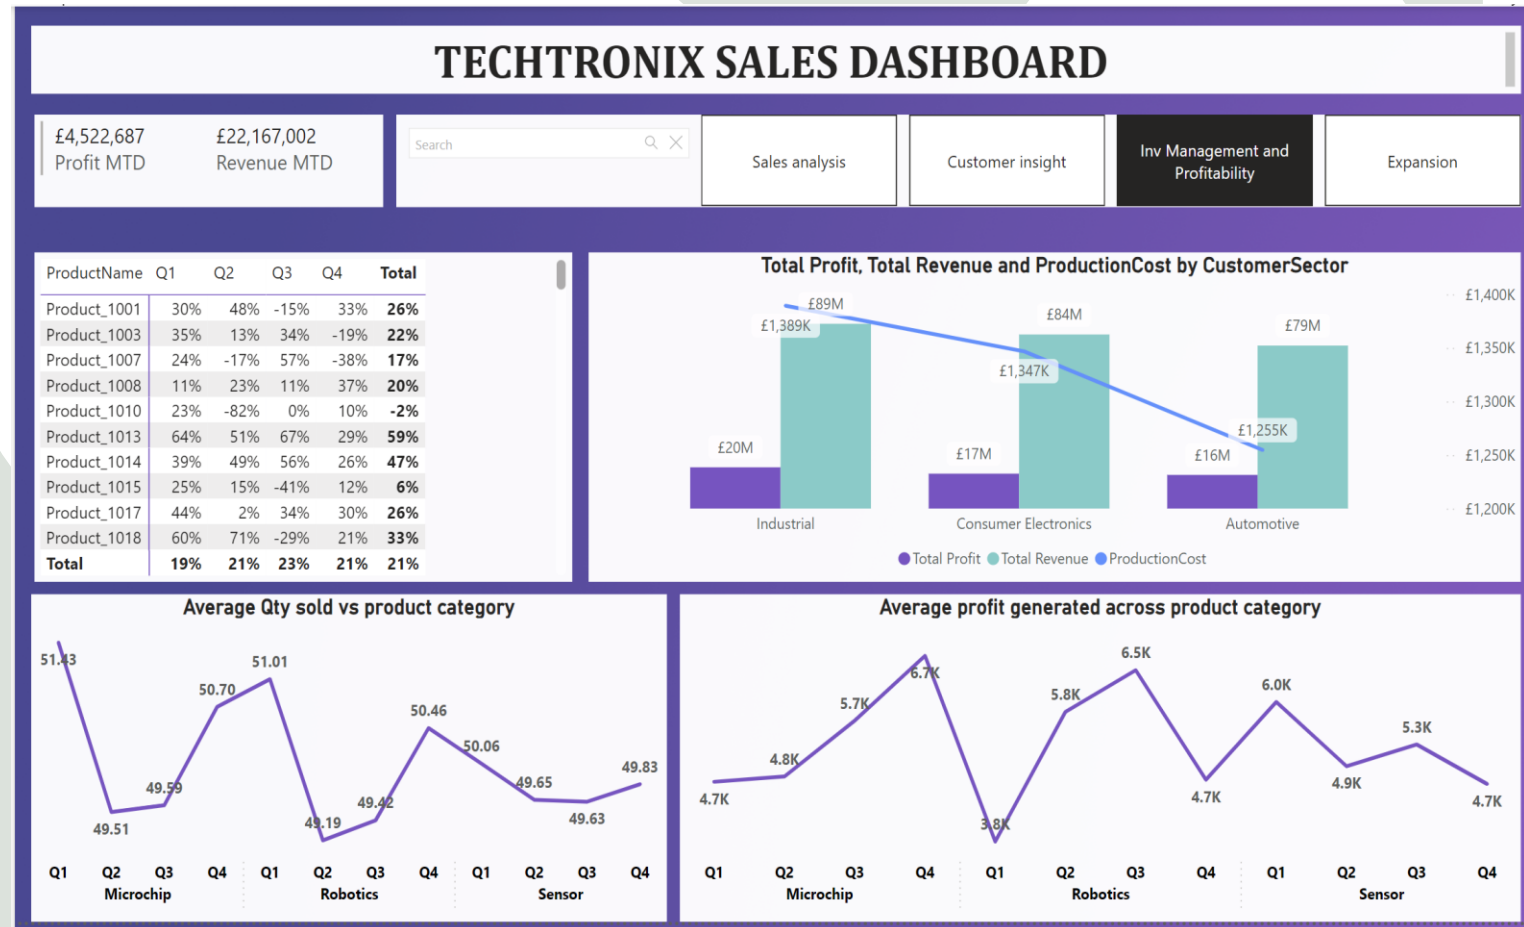 TECHTRONIX SALES DASHBOARD
£4,522,687
Profit MTD
£22,167,002
Revenue MTD
Search
Sales analysis
Customer insight
Inv Management and
Profitability
Expansion
ProductName Q1 Q2 Q3 Q4 Total
Product_1001 30% 48% -15% 33% 26%
Product_1003 35% 13% 34% -19% 22%
Product_1007 24% -17% 57% -38% 17%
Product_1008 11% 23% 11% 37% 20%
Product_1010 23% -82% 0% 10% -2%
Product_1013 64% 51% 67% 29% 59%
Product_1014 39% 49% 56% 26% 47%
Product_1015 25% 15% -41% 12% 6%
Product_1017 44% 2% 34% 30% 26%
Product_1018 60% 71% -29% 21% 33%
Total 19% 21% 23% 21% 21%
Total Profit, Total Revenue and ProductionCost by CustomerSector
£89M
£1,389K
£84M
£1,347K
£79M
£1,255K
£20M
£17M
£16M
£1,400K
£1,350K
£1,300K
£1,250K
£1,200K
Industrial Consumer Electronics Automotive
Total Profit Total Revenue ProductionCost
Average Qty sold vs product category
51.43
49.51
49.59
50.70
51.01
49.19
49.42
50.46
50.06
49.65
49.63
49.83
Q1 Q2 Q3 Q4 Q1 Q2 Q3 Q4 Q1 Q2 Q3 Q4
Microchip Robotics Sensor
Average profit generated across product category
4.7K
4.8K
5.7K
6.7K
3.8K
5.8K
6.5K
4.7K
6.0K
4.9K
5.3K
4.7K
Q1 Q2 Q3 Q4 Q1 Q2 Q3 Q4 Q1 Q2 Q3 Q4
Microchip Robotics Sensor